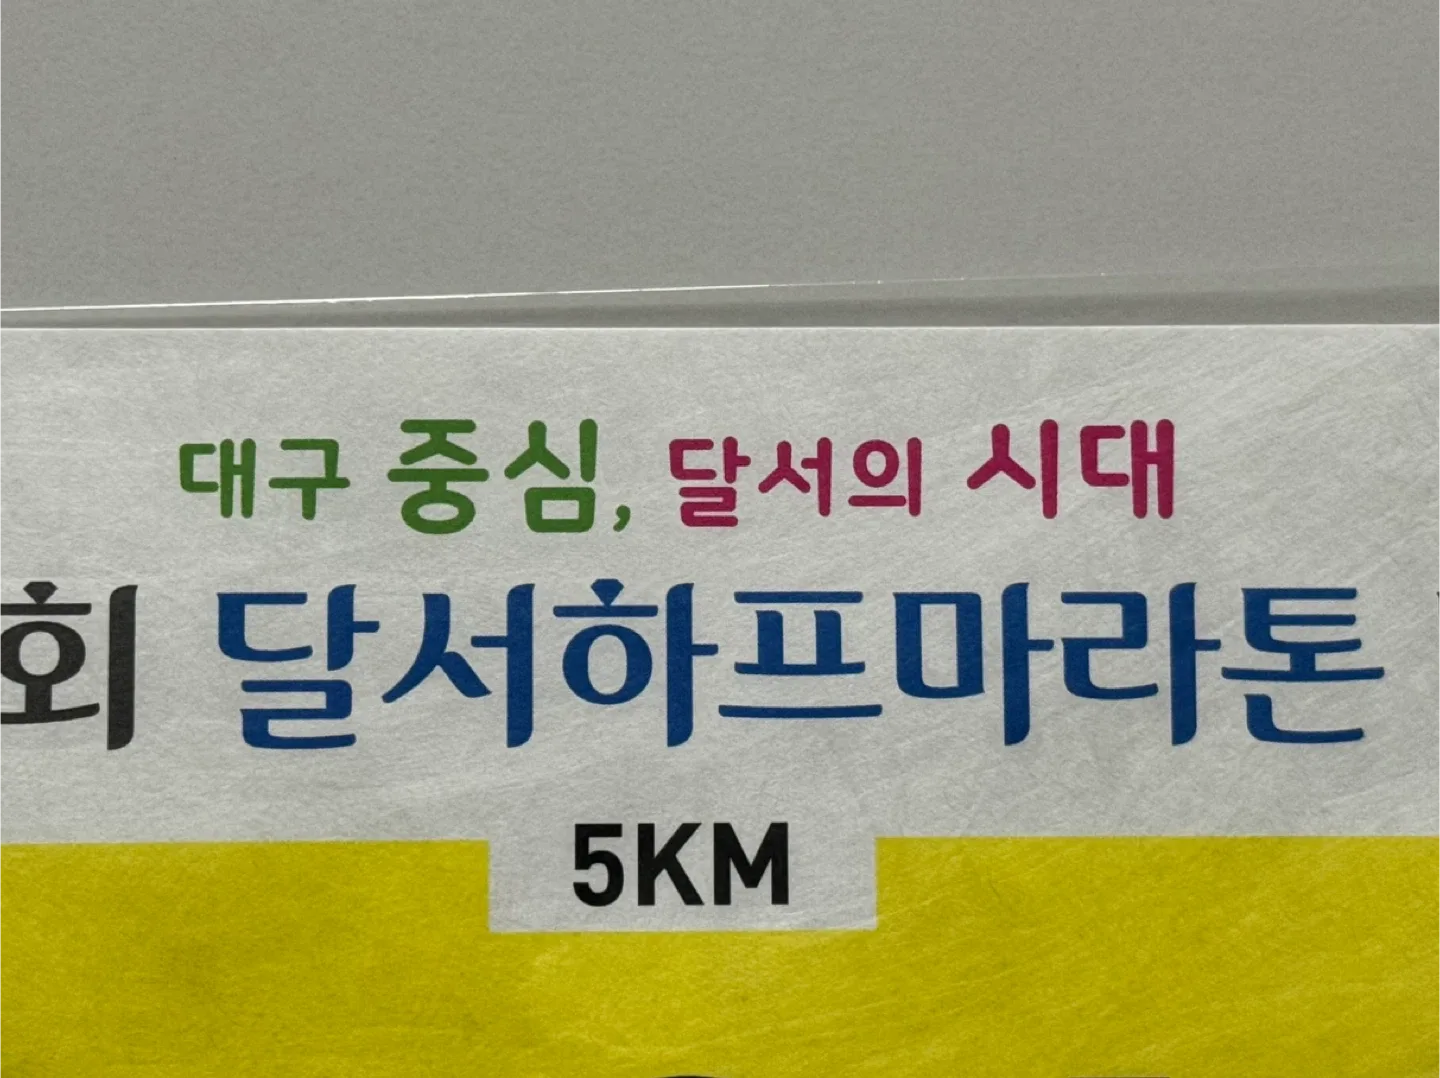 대구 중심, 달서의 시대
회 달서하프마라톤
5KM